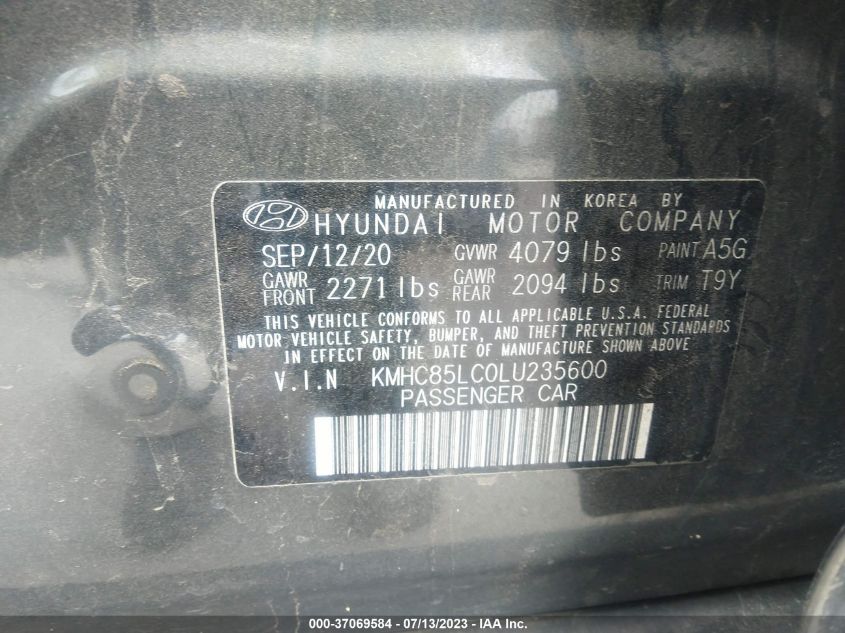 MANUFACTURED IN KOREA BY
HYUNDAI MOTOR COMPANY
SEP/12/20 GVWR 4079 lbs PAINT A5G
GAWR FRONT 2271 lbs GAWR REAR 2094 lbs TRIM T9Y
THIS VEHICLE CONFORMS TO ALL APPLICABLE U.S.A. FEDERAL
MOTOR VEHICLE SAFETY, BUMPER, AND THEFT PREVENTION STANDARDS
IN EFFECT ON THE DATE OF MANUFACTURE SHOWN ABOVE
V.I.N KMHC85LC0LU235600
PASSENGER CAR
000-37069584 - 07/13/2023 - IAA Inc.